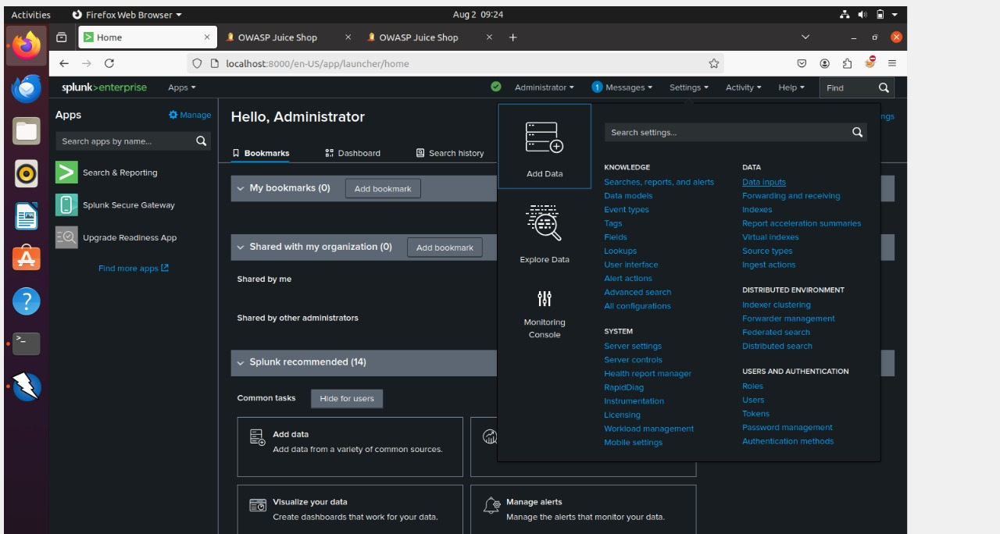 Activities
Firefox Web Browser
Aug 2 09:24
Home
OWASP Juice Shop
OWASP Juice Shop
localhost:8000/en-US/app/launcher/home
splunk>enterprise
Apps
Administrator
1 Messages
Settings
Activity
Help
Find
Apps
Manage
Search apps by name...
Search & Reporting
Splunk Secure Gateway
Upgrade Readiness App
Find more apps
Hello, Administrator
ngs
Bookmarks
Dashboard
Search history
My bookmarks (0)
Add bookmark
Shared with my organization (0)
Add bookmark
Shared by me
Shared by other administrators
Splunk recommended (14)
Common tasks
Hide for users
Add data
Add data from a variety of common sources.
Visualize your data
Create dashboards that work for your data.
Manage alerts
Manage the alerts that monitor your data.
Add Data
Explore Data
Monitoring
Console
Search settings...
KNOWLEDGE
Searches, reports, and alerts
Data models
Event types
Tags
Fields
Lookups
User interface
Alert actions
Advanced search
All configurations
SYSTEM
Server settings
Server controls
Health report manager
RapidDiag
Instrumentation
Licensing
Workload management
Mobile settings
DATA
Data inputs
Forwarding and receiving
Indexes
Report acceleration summaries
Virtual indexes
Source types
Ingest actions
DISTRIBUTED ENVIRONMENT
Indexer clustering
Forwarder management
Federated search
Distributed search
USERS AND AUTHENTICATION
Roles
Users
Tokens
Password management
Authentication methods